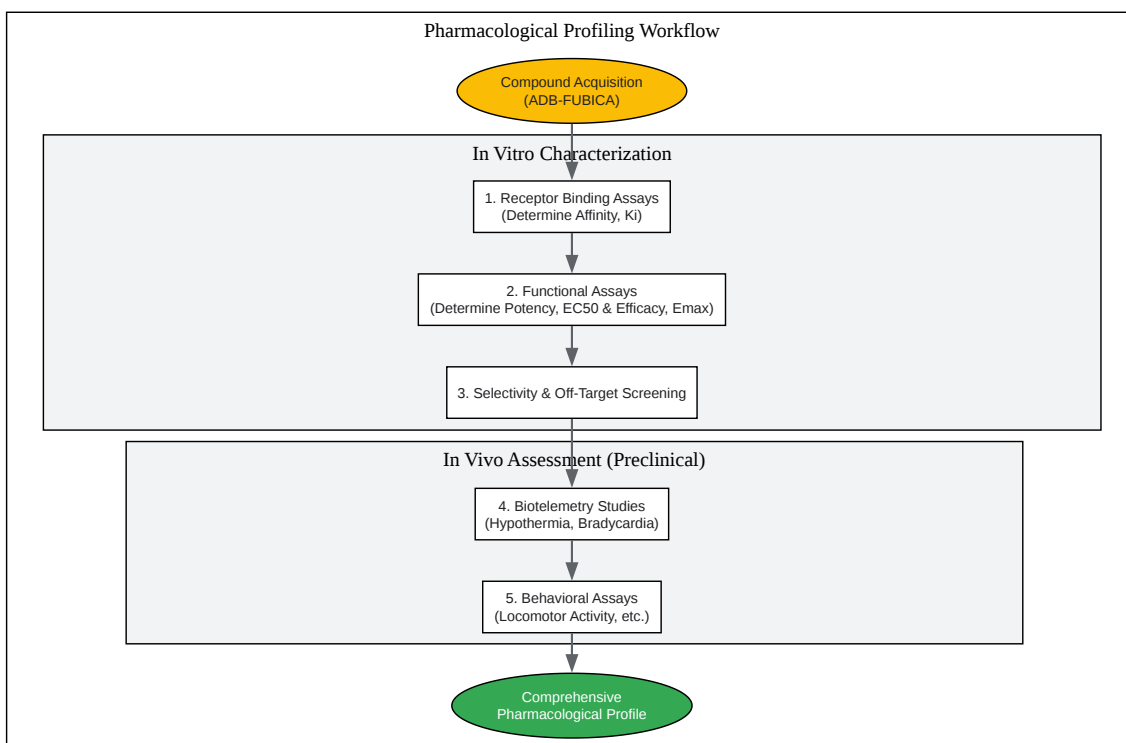 Pharmacological Profiling Workflow
Compound Acquisition
(ADB-FUBICA)
In Vitro Characterization
1. Receptor Binding Assays
(Determine Affinity, Ki)
2. Functional Assays
(Determine Potency, EC50 & Efficacy, Emax)
3. Selectivity & Off-Target Screening
In Vivo Assessment (Preclinical)
4. Biotelemetry Studies
(Hypothermia, Bradycardia)
5. Behavioral Assays
(Locomotor Activity, etc.)
Comprehensive
Pharmacological Profile